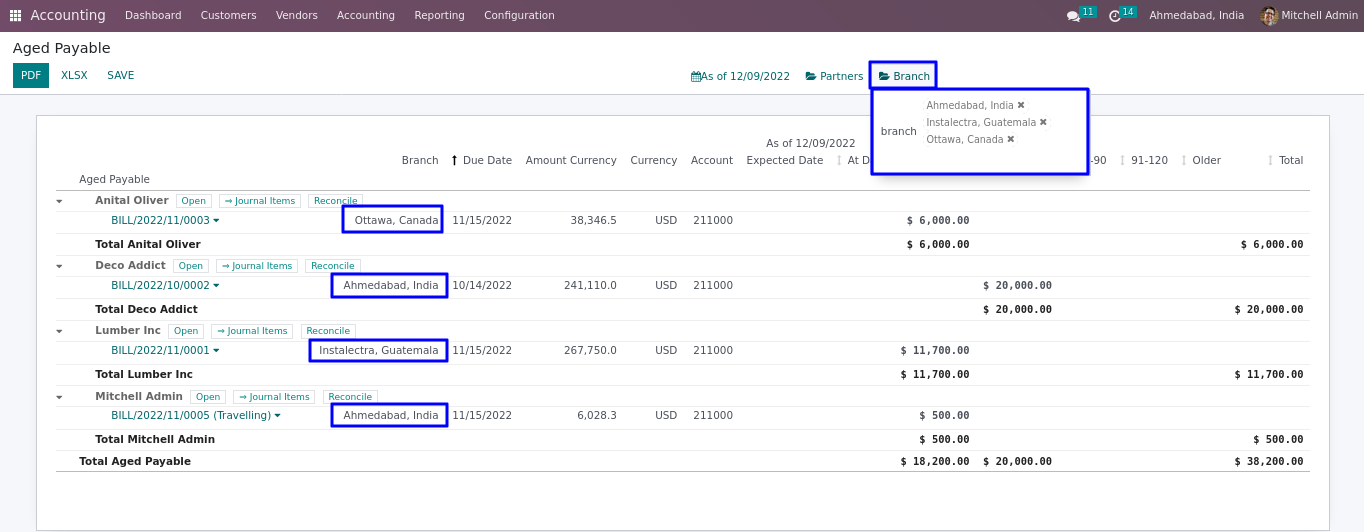 Accounting Dashboard Customers Vendors Accounting Reporting Configuration 11 14 Ahmedabad, India Mitchell Admin
Aged Payable
PDF XLSX SAVE As of 12/09/2022 Partners Branch
branch
Ahmedabad, India ✖
Instalectra, Guatemala ✖
Ottawa, Canada ✖
As of 12/09/2022
Branch Due Date Amount Currency Currency Account Expected Date At D -90 91-120 Older Total
Aged Payable
Anital Oliver Open ⇒ Journal Items Reconcile
BILL/2022/11/0003 Ottawa, Canada 11/15/2022 38,346.5 USD 211000 $ 6,000.00
Total Anital Oliver $ 6,000.00 $ 6,000.00
Deco Addict Open ⇒ Journal Items Reconcile
BILL/2022/10/0002 Ahmedabad, India 10/14/2022 241,110.0 USD 211000 $ 20,000.00
Total Deco Addict $ 20,000.00 $ 20,000.00
Lumber Inc Open ⇒ Journal Items Reconcile
BILL/2022/11/0001 Instalectra, Guatemala 11/15/2022 267,750.0 USD 211000 $ 11,700.00
Total Lumber Inc $ 11,700.00 $ 11,700.00
Mitchell Admin Open ⇒ Journal Items Reconcile
BILL/2022/11/0005 (Travelling) Ahmedabad, India 11/15/2022 6,028.3 USD 211000 $ 500.00
Total Mitchell Admin $ 500.00 $ 500.00
Total Aged Payable $ 18,200.00 $ 20,000.00 $ 38,200.00